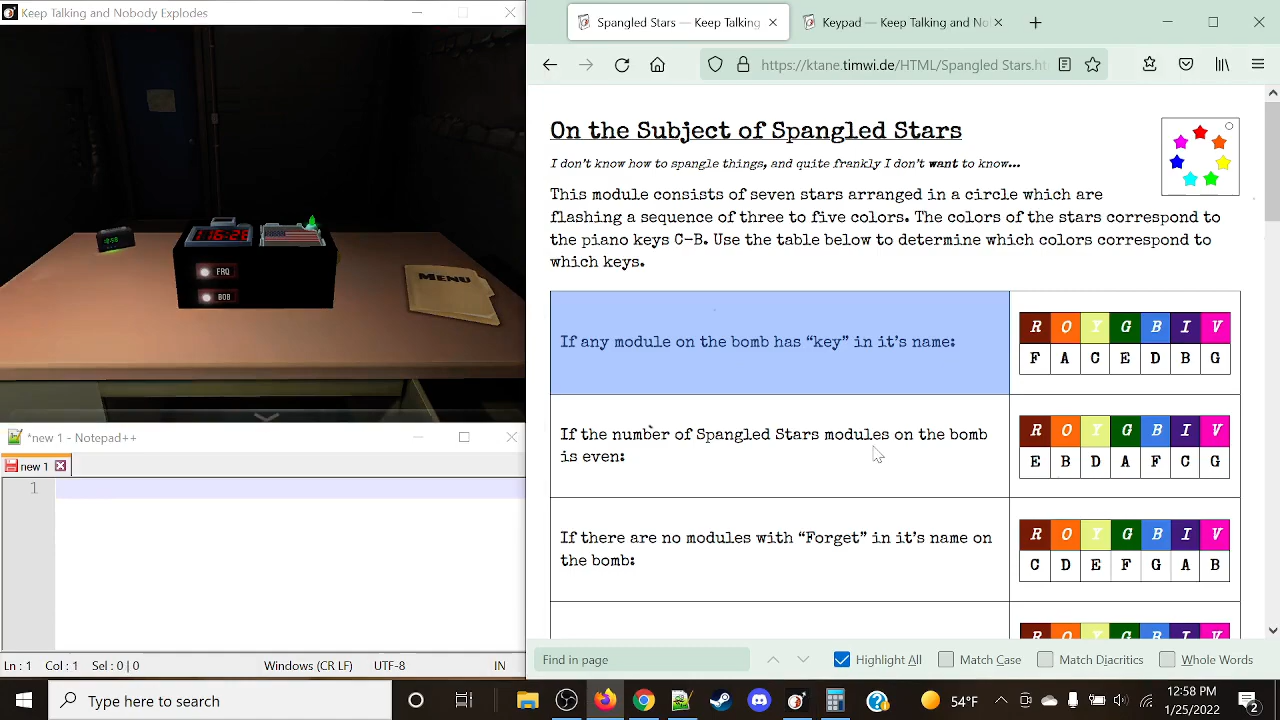 Keep Talking and Nobody Explodes
FRQ
BOB
MENU
*new 1 - Notepad++
new 1
1
Ln : 1 Col : 1 Sel : 0 | 0 Windows (CR LF) UTF-8 IN
Spangled Stars — Keep Talking
Keypad — Keep Talking and No
https://ktane.timwi.de/HTML/Spangled Stars.ht
On the Subject of Spangled Stars
I don't know how to spangle things, and quite frankly I don't want to know...
This module consists of seven stars arranged in a circle which are
flashing a sequence of three to five colors. The colors of the stars correspond to
the piano keys C-B. Use the table below to determine which colors correspond to
which keys.
If any module on the bomb has "key" in it's name:
R O Y G B I V
F A C E D B G
If the number of Spangled Stars modules on the bomb
is even:
R O Y G B I V
E B D A F C G
If there are no modules with "Forget" in it's name on
the bomb:
R O Y G B I V
C D E F G A B
R O Y G B I V
Find in page
Highlight All
Match Case
Match Diacritics
Whole Words
Type here to search
54°F
12:58 PM
1/25/2022
2